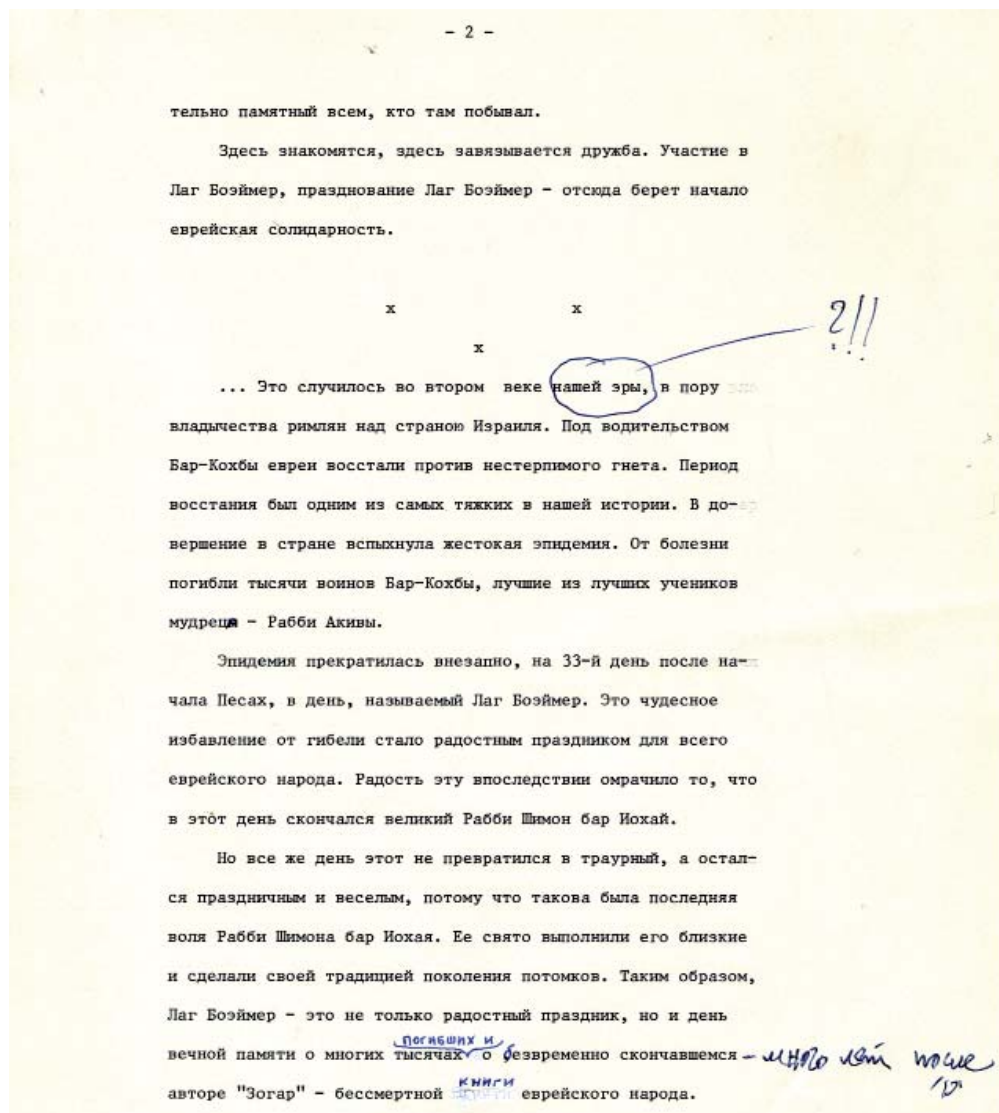 - 2 -
тельно памятный всем, кто там побывал.
Здесь знакомятся, здесь завязывается дружба. Участие в
Лаг Боэймер, празднование Лаг Боэймер - отсюда берет начало
еврейская солидарность.
х х
х
?!!
... Это случилось во втором веке нашей эры, в пору
владычества римлян над страною Израиля. Под водительством
Бар-Кохбы евреи восстали против нестерпимого гнета. Период
восстания был одним из самых тяжких в нашей истории. В до-
вершение в стране вспыхнула жестокая эпидемия. От болезни
погибли тысячи воинов Бар-Кохбы, лучшие из лучших учеников
мудреца - Рабби Акивы.
Эпидемия прекратилась внезапно, на 33-й день после на-
чала Песах, в день, называемый Лаг Боэймер. Это чудесное
избавление от гибели стало радостным праздником для всего
еврейского народа. Радость эту впоследствии омрачило то, что
в этот день скончался великий Рабби Шимон бар Иохай.
Но все же день этот не превратился в траурный, а остал-
ся праздничным и веселым, потому что такова была последняя
воля Рабби Шимона бар Иохая. Ее свято выполнили его близкие
и сделали своей традицией поколения потомков. Таким образом,
Лаг Боэймер - это не только радостный праздник, но и день
погибших и
вечной памяти о многих тысячах о безвременно скончавшемся - много лет после
книги
авторе "Зогар" - бессмертной еврейского народа.